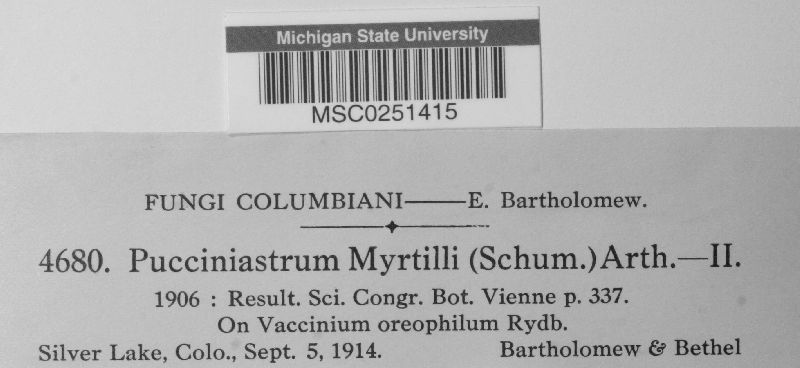 Michigan State University
MSC0251415
FUNGI COLUMBIANI——E. Bartholomew.
4680. Pucciniastrum Myrtilli (Schum.) Arth.—II.
1906 : Result. Sci. Congr. Bot. Vienne p. 337.
On Vaccinium oreophilum Rydb.
Silver Lake, Colo., Sept. 5, 1914. Bartholomew & Bethel